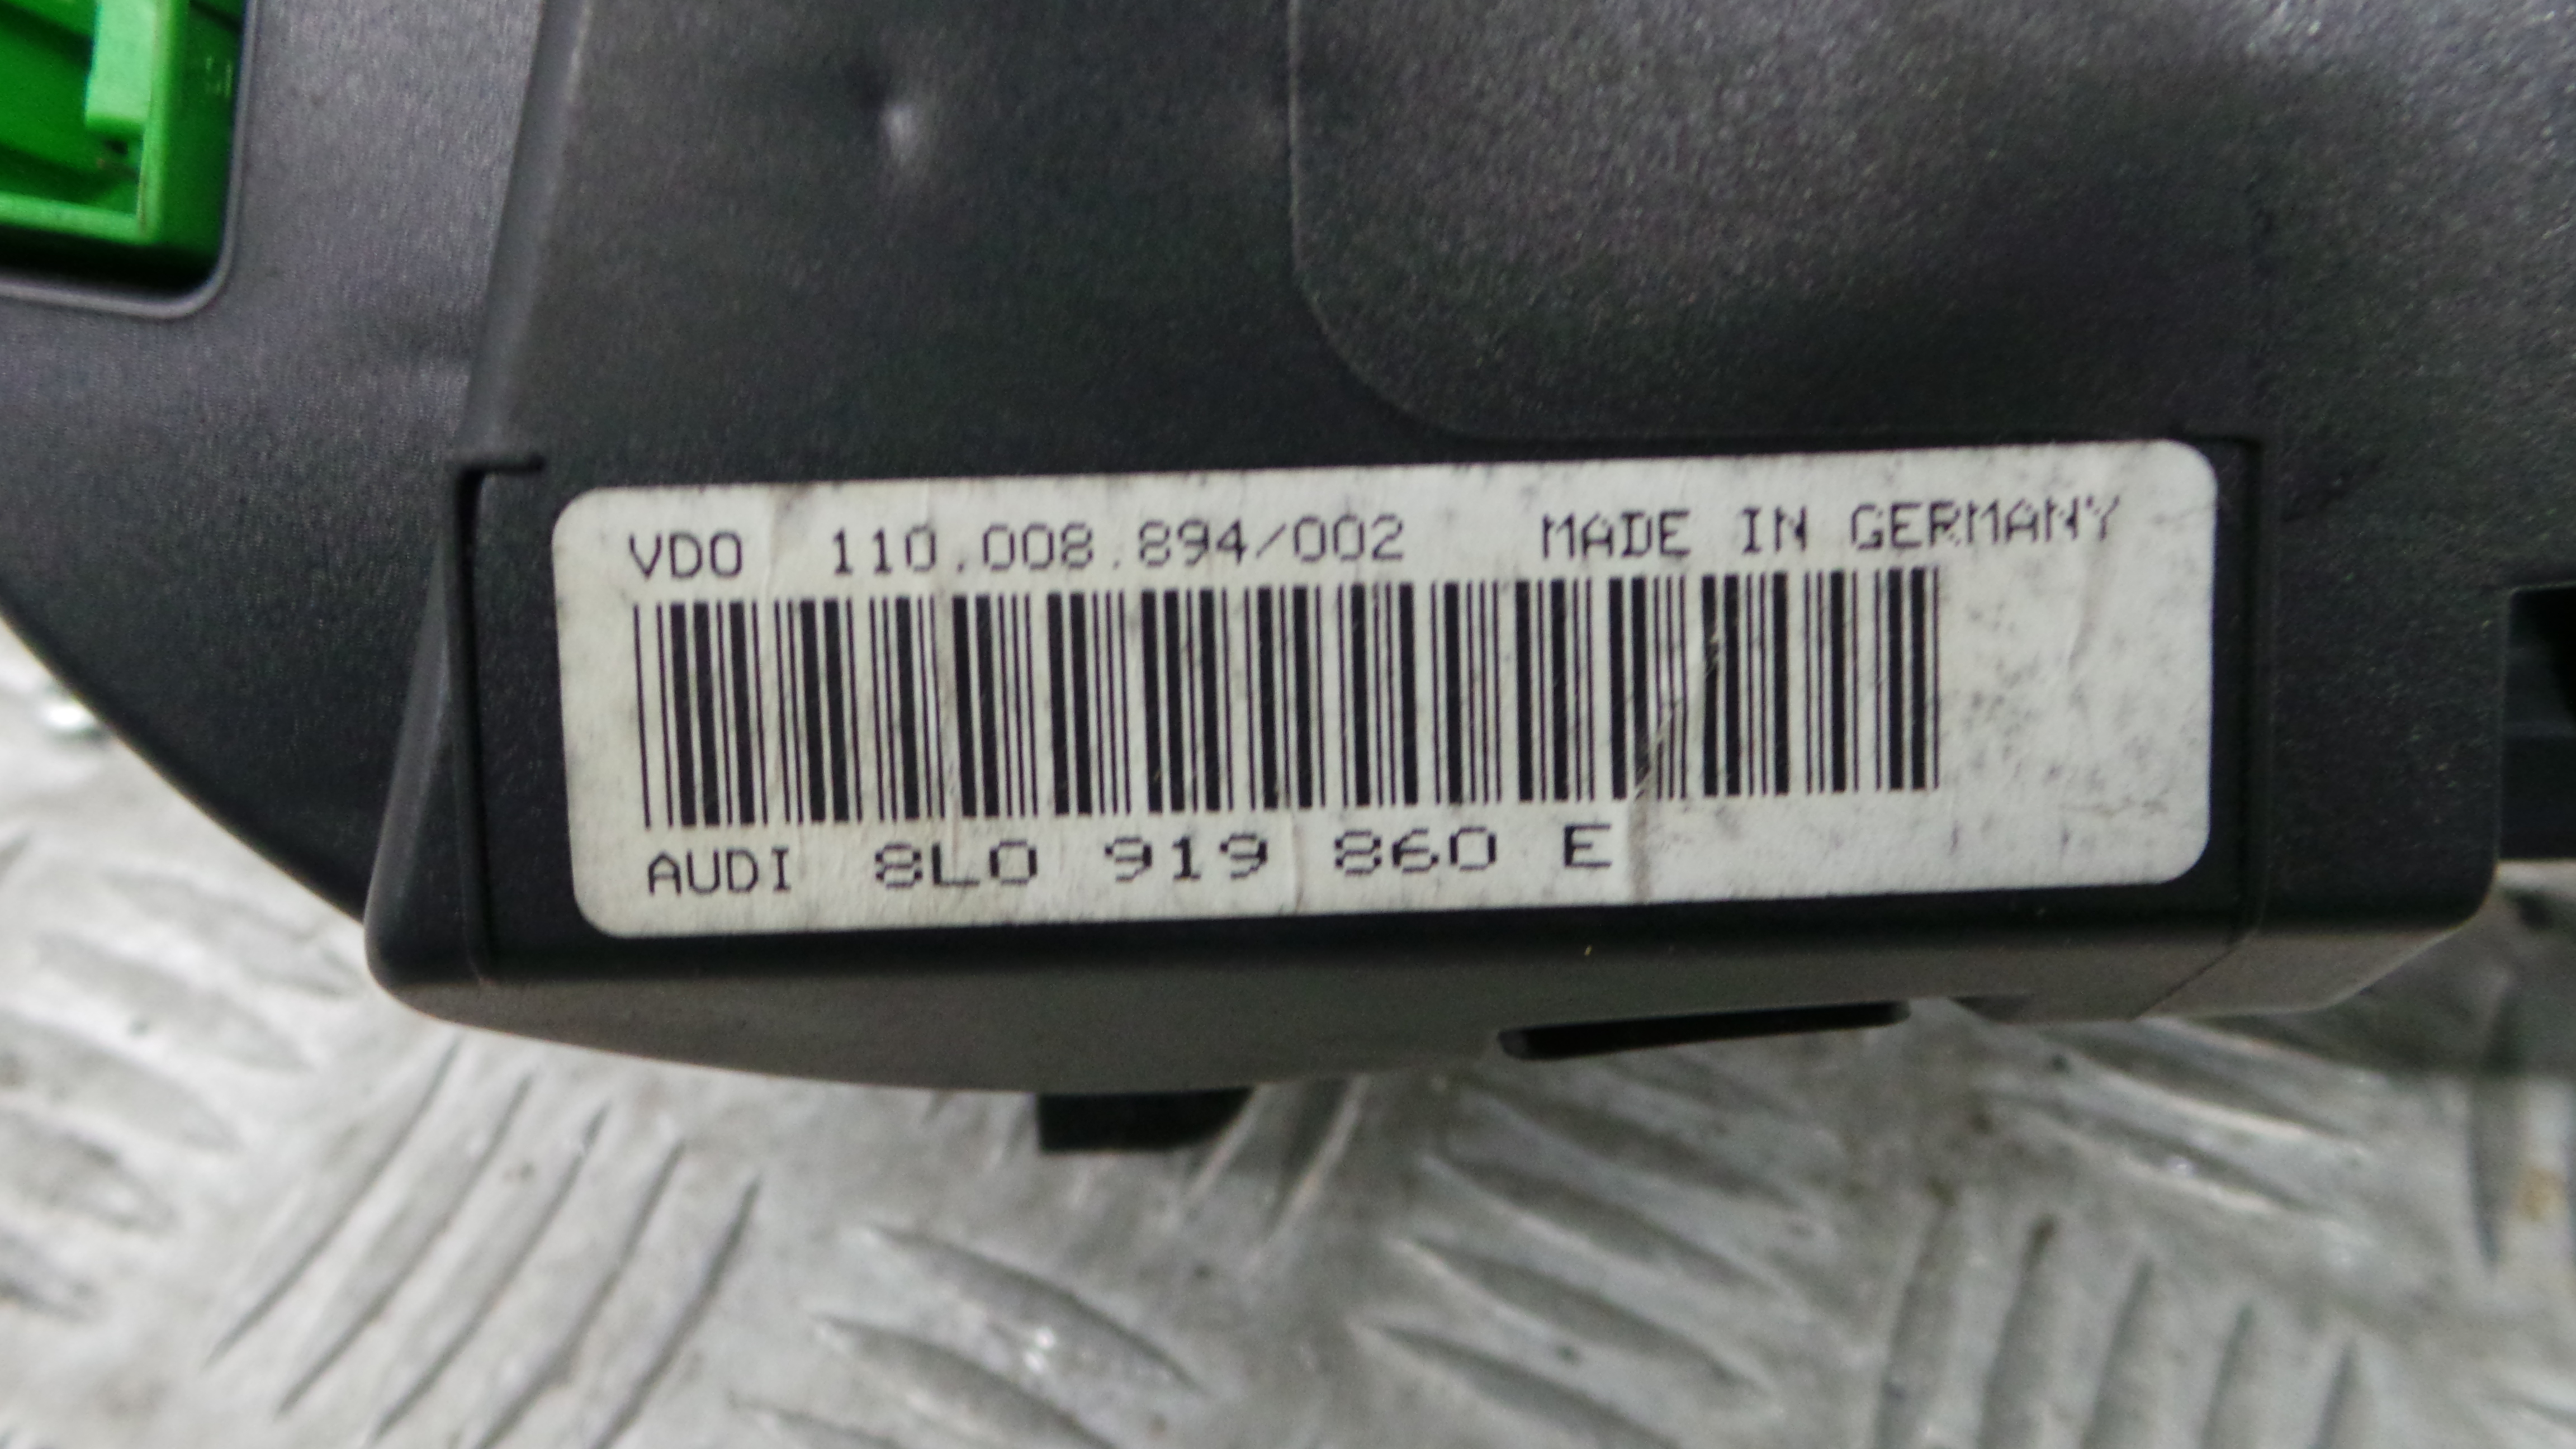 VDO 110.008.894/002 MADE IN GERMANY
AUDI 8L0 919 860 E